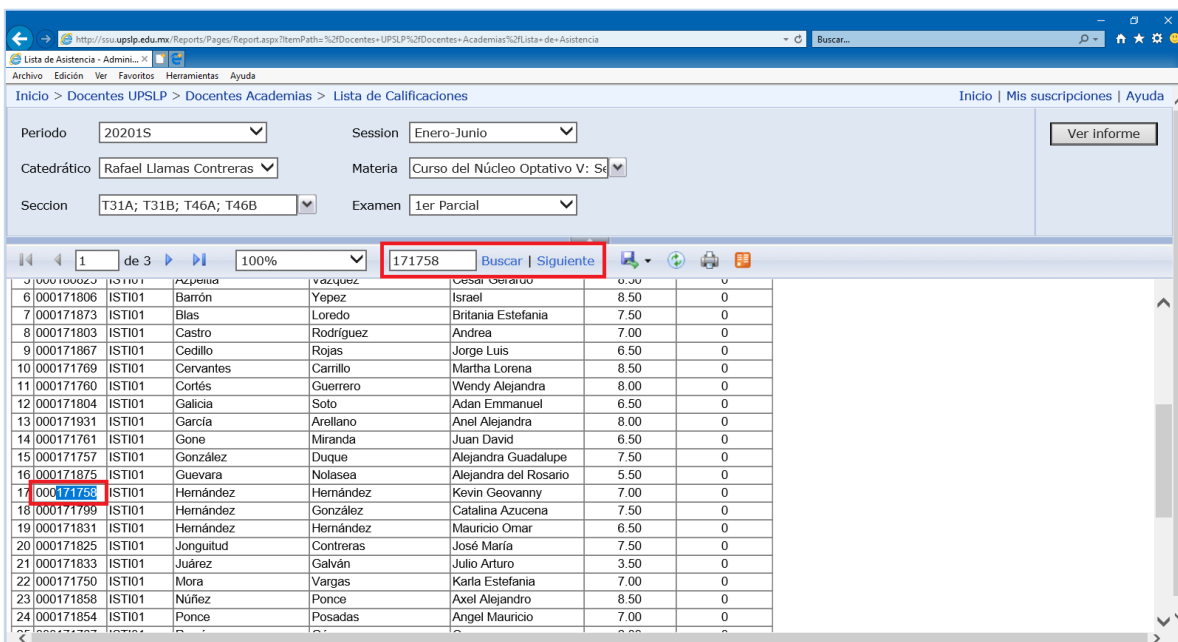 http://ssu.upslp.edu.mx/Reports/Pages/Report.aspx?ItemPath=%2fDocentes+UPSLP%2fDocentes+Academias%2fLista+de+Asistencia Buscar...
Lista de Asistencia - Admini... ×
Archivo Edición Ver Favoritos Herramientas Ayuda
Inicio > Docentes UPSLP > Docentes Academias > Lista de Calificaciones Inicio | Mis suscripciones | Ayuda
Periodo 20201S Session Enero-Junio Ver informe
Catedrático Rafael Llamas Contreras Materia Curso del Núcleo Optativo V: Se
Seccion T31A; T31B; T46A; T46B Examen 1er Parcial
1 de 3 100% 171758 Buscar | Siguiente
5 000180825 ISTI01 Azpeitia Vázquez César Gerardo 8.50 0
6 000171806 ISTI01 Barrón Yepez Israel 8.50 0
7 000171873 ISTI01 Blas Loredo Britania Estefania 7.50 0
8 000171803 ISTI01 Castro Rodríguez Andrea 7.00 0
9 000171867 ISTI01 Cedillo Rojas Jorge Luis 6.50 0
10 000171769 ISTI01 Cervantes Carrillo Martha Lorena 8.50 0
11 000171760 ISTI01 Cortés Guerrero Wendy Alejandra 8.00 0
12 000171804 ISTI01 Galicia Soto Adan Emmanuel 6.50 0
13 000171931 ISTI01 García Arellano Anel Alejandra 8.00 0
14 000171761 ISTI01 Gone Miranda Juan David 6.50 0
15 000171757 ISTI01 González Duque Alejandra Guadalupe 7.50 0
16 000171875 ISTI01 Guevara Nolasea Alejandra del Rosario 5.50 0
17 000171758 ISTI01 Hernández Hernández Kevin Geovanny 7.00 0
18 000171799 ISTI01 Hernández González Catalina Azucena 7.50 0
19 000171831 ISTI01 Hernández Hernández Mauricio Omar 6.50 0
20 000171825 ISTI01 Jonguitud Contreras José María 7.50 0
21 000171833 ISTI01 Juárez Galván Julio Arturo 3.50 0
22 000171750 ISTI01 Mora Vargas Karla Estefania 7.00 0
23 000171858 ISTI01 Núñez Ponce Axel Alejandro 8.50 0
24 000171854 ISTI01 Ponce Posadas Angel Mauricio 7.00 0